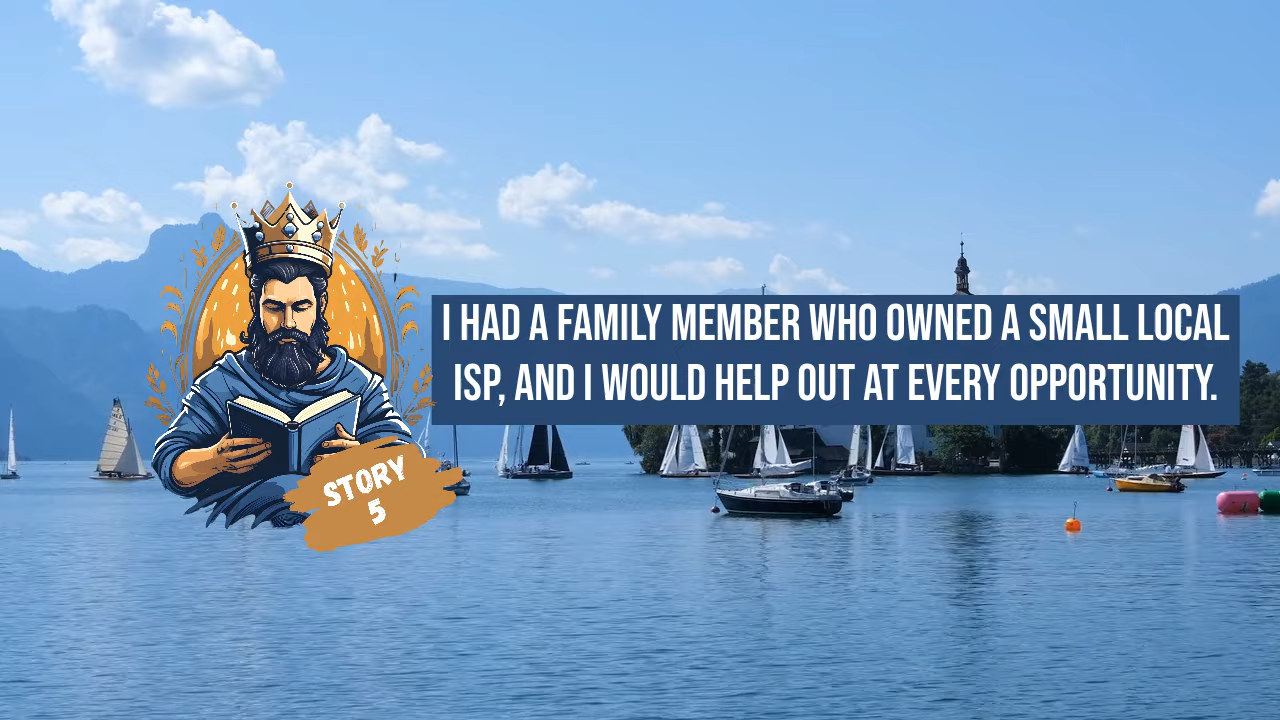 I HAD A FAMILY MEMBER WHO OWNED A SMALL LOCAL
ISP, AND I WOULD HELP OUT AT EVERY OPPORTUNITY.
STORY
5